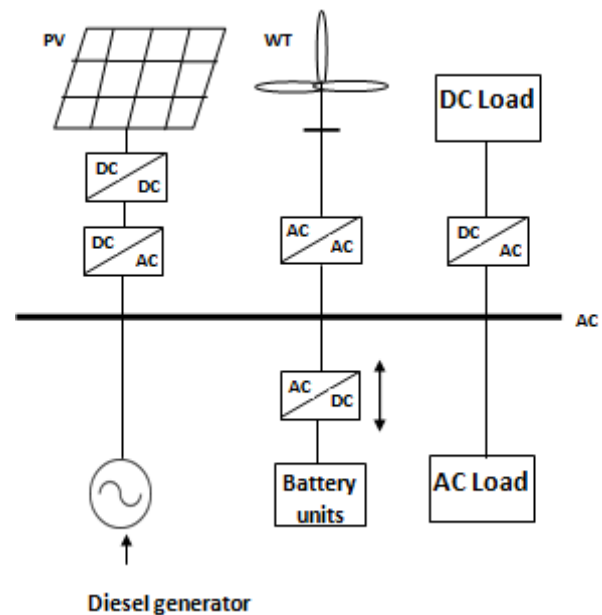 PV
WT
DC Load
DC
DC
DC
AC
AC
AC
DC
AC
AC
AC
DC
Battery
units
AC Load
Diesel generator